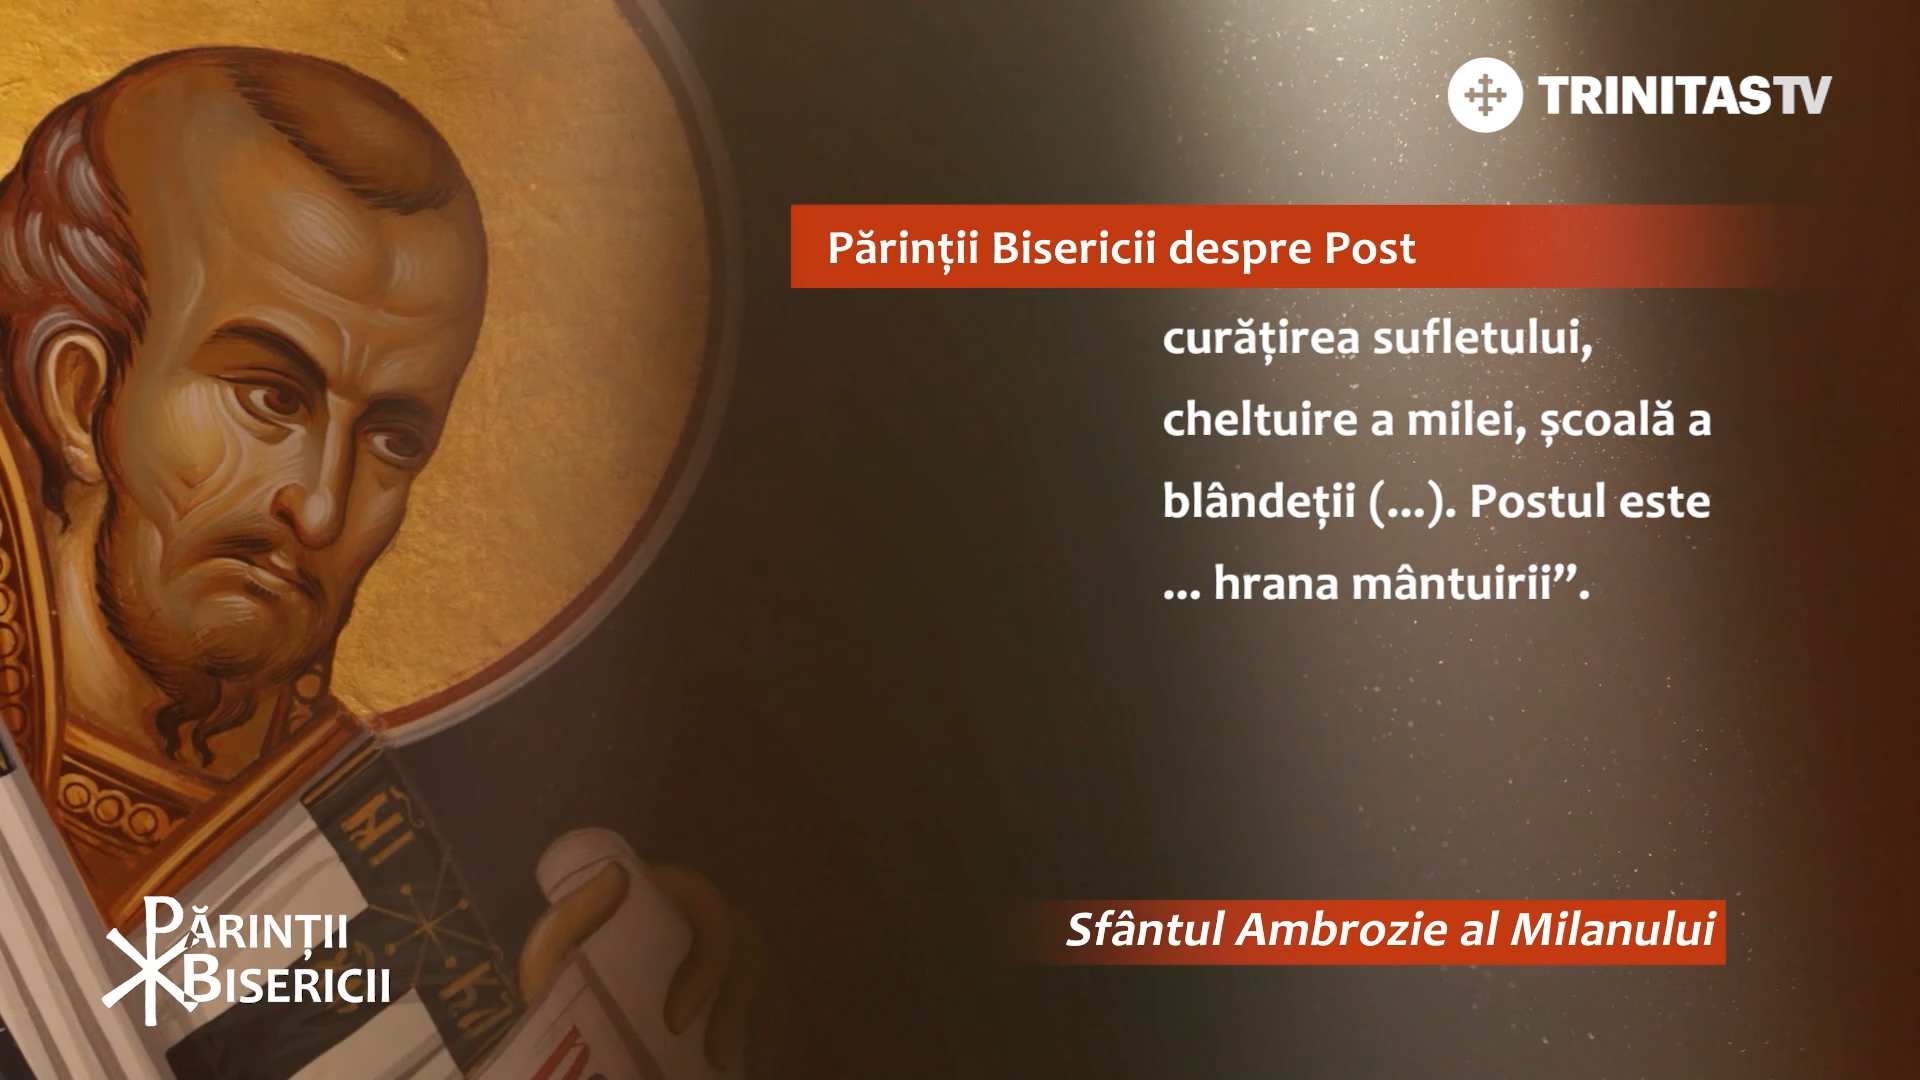 TRINITASTV
Părinții Bisericii despre Post
curățirea sufletului,
cheltuire a milei, școală a
blândeții (...). Postul este
... hrana mântuirii”.
Sfântul Ambrozie al Milanului
PĂRINȚII
BISERICII